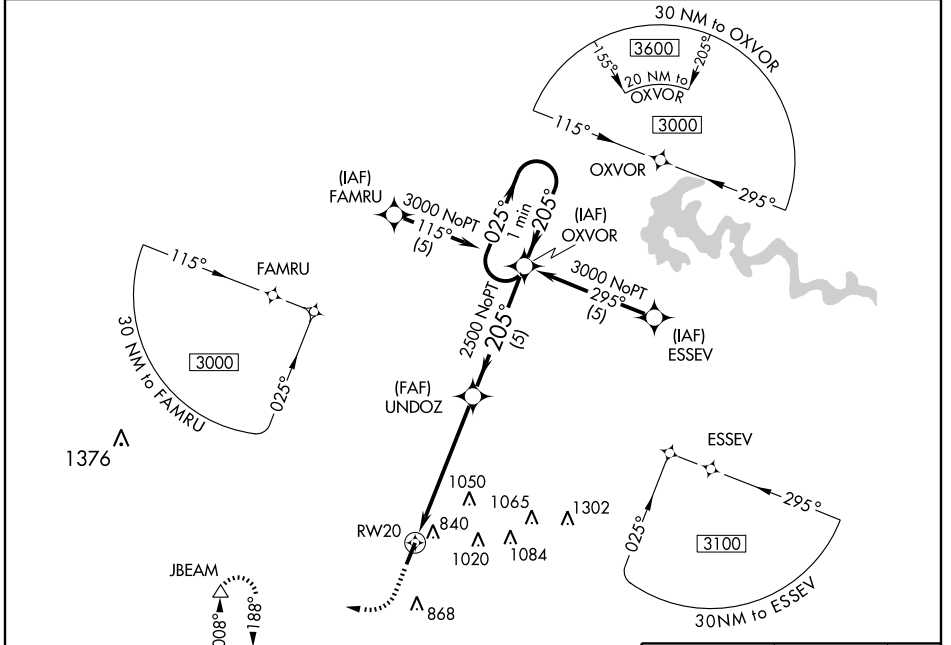 30 NM to OXVOR
3600
155°
205°
20 NM to
OXVOR
115°
3000
OXVOR
295°
(IAF)
FAMRU
3000 NoPT
115°
(5)
025°
1 min
205°
(IAF)
OXVOR
3000 NoPT
295°
(5)
(IAF)
ESSEV
115°
FAMRU
3000
025°
30 NM to FAMRU
2500 NoPT
205°
(5)
(FAF)
UNDOZ
1376
1050
1065
1302
RW20
840
1020
1084
868
ESSEV
295°
025°
3100
30NM to ESSEV
JBEAM
008°
188°